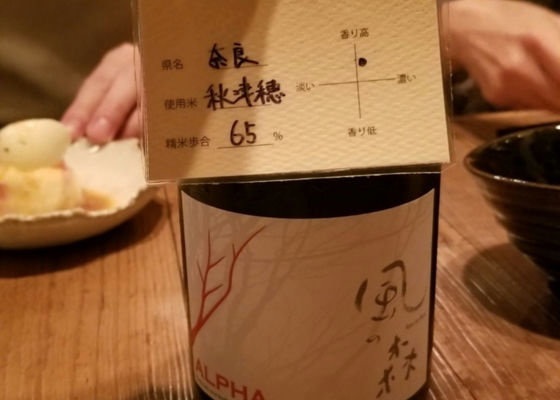 香り高
県名 奈良
淡い 濃い
使用米 秋津穂
精米歩合 65 %
香り低
風の森
ALPHA